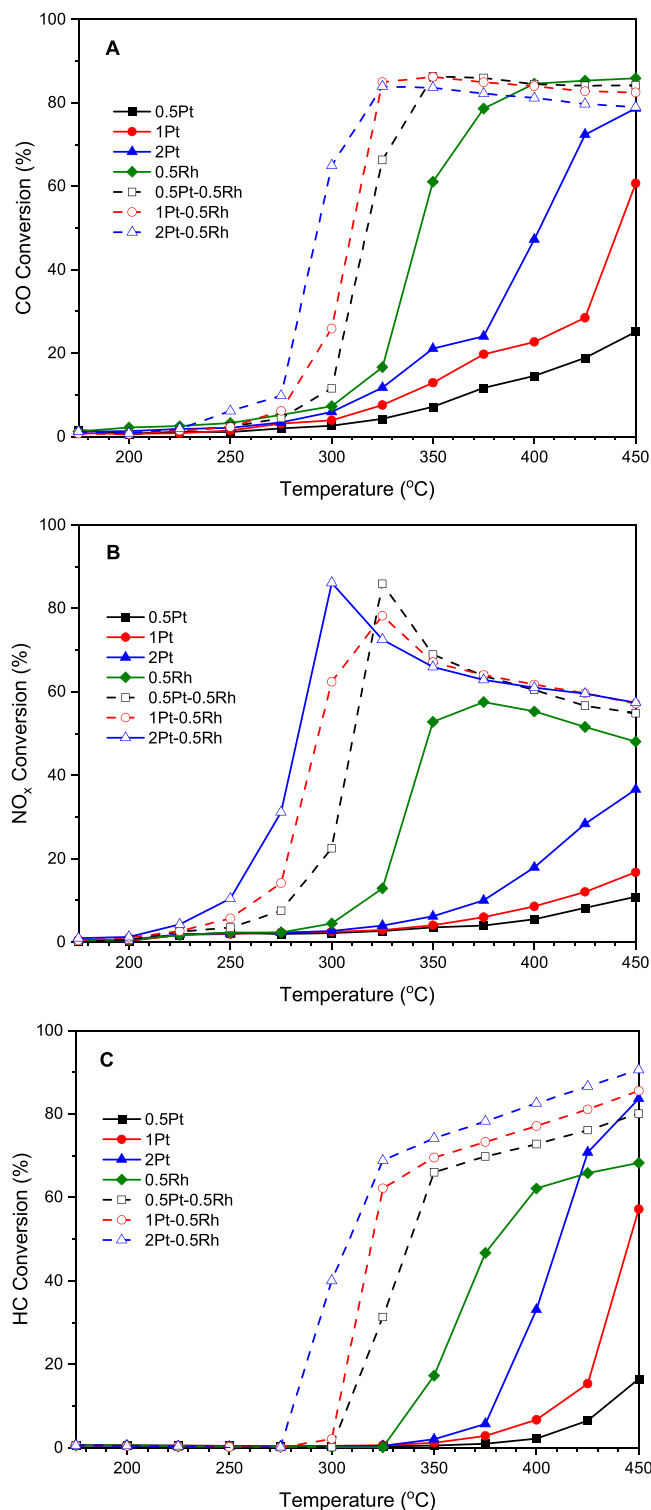 A
100
80
60
40
20
0
CO Conversion (%)
0.5Pt
1Pt
2Pt
0.5Rh
0.5Pt-0.5Rh
1Pt-0.5Rh
2Pt-0.5Rh
200 250 300 350 400 450
Temperature (oC)
B
100
80
60
40
20
0
NOx Conversion (%)
0.5Pt
1Pt
2Pt
0.5Rh
0.5Pt-0.5Rh
1Pt-0.5Rh
2Pt-0.5Rh
200 250 300 350 400 450
Temperature (oC)
C
100
80
60
40
20
0
HC Conversion (%)
0.5Pt
1Pt
2Pt
0.5Rh
0.5Pt-0.5Rh
1Pt-0.5Rh
2Pt-0.5Rh
200 250 300 350 400 450
Temperature (oC)